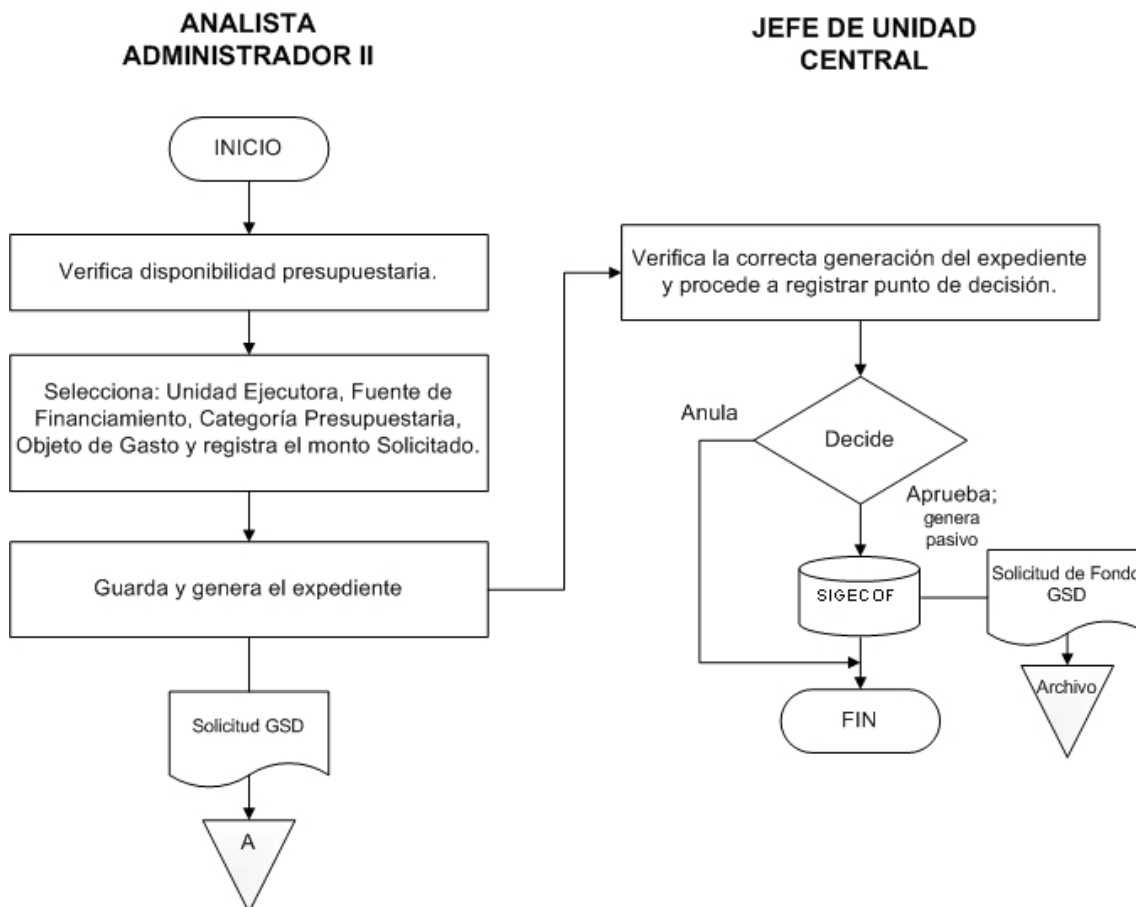 ANALISTA
ADMINISTRADOR II
JEFE DE UNIDAD
CENTRAL
INICIO
Verifica disponibilidad presupuestaria.
Selecciona: Unidad Ejecutora, Fuente de
Financiamiento, Categoría Presupuestaria,
Objeto de Gasto y registra el monto Solicitado.
Guarda y genera el expediente
Solicitud GSD
A
Verifica la correcta generación del expediente
y procede a registrar punto de decisión.
Anula
Decide
Aprueba;
genera
pasivo
SIGECOF
Solicitud de Fondo
GSD
Archivo
FIN